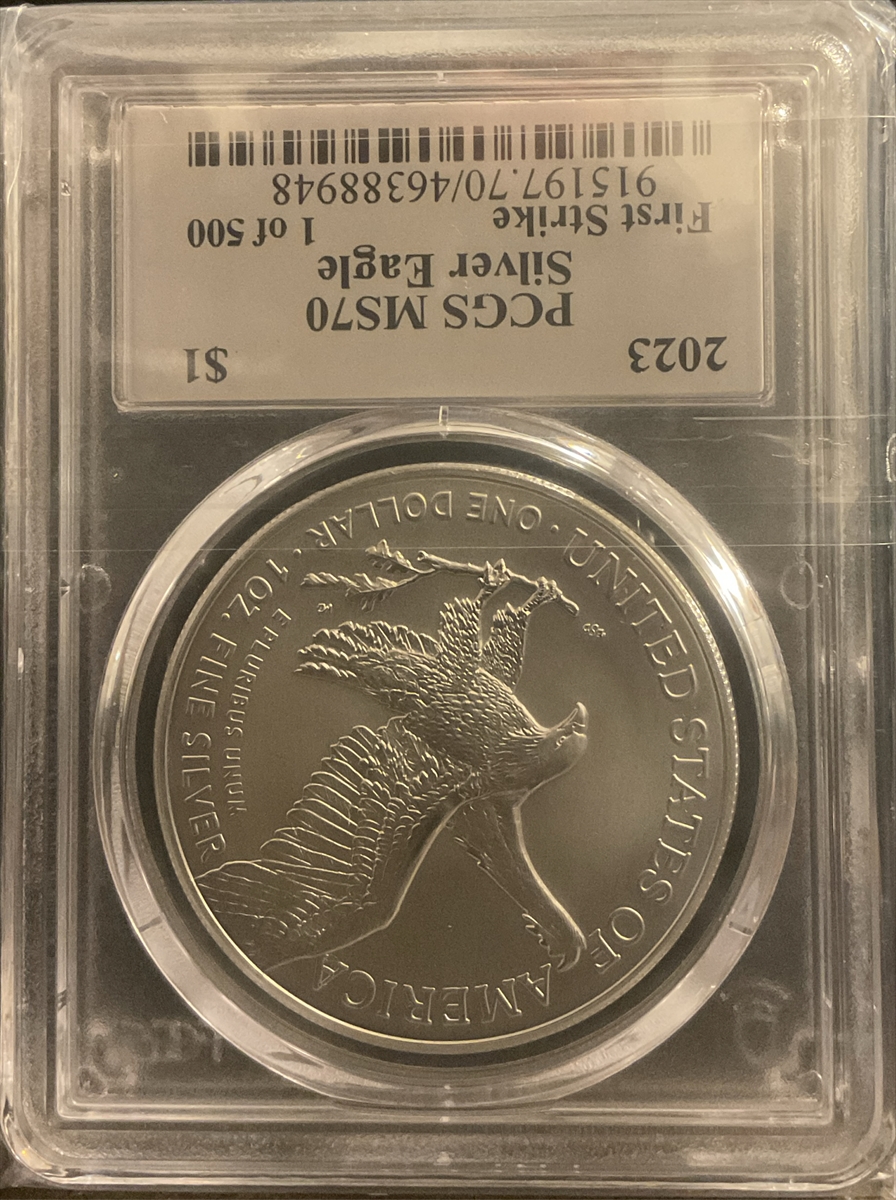 2023 $1
PCGS MS70
Silver Eagle
First Strike 1 of 500
915197.70/46388948
UNITED STATES OF AMERICA
1 OZ. FINE SILVER • ONE DOLLAR •
E PLURIBUS UNUM